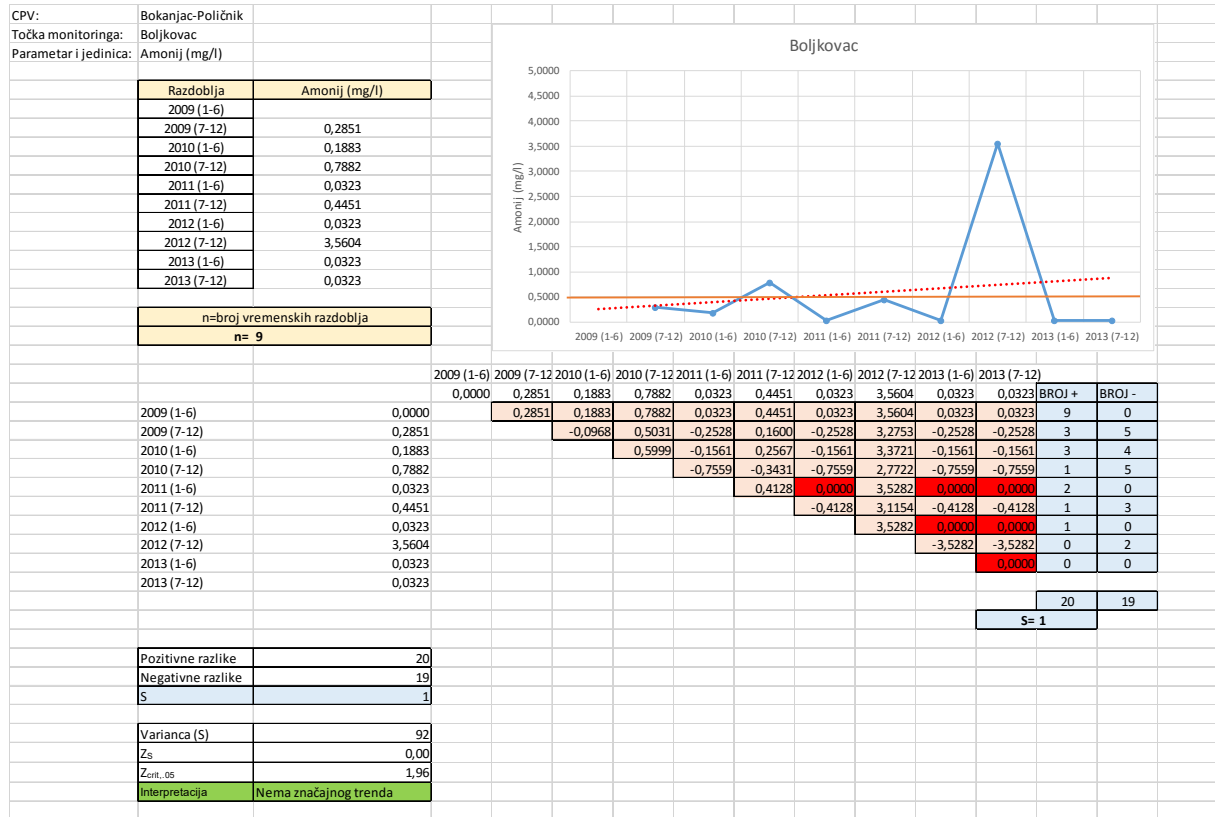 CPV: Bokanjac-Poličnik
Točka monitoringa: Boljkovac
Parametar i jedinica: Amonij (mg/l)
Razdoblja Amonij (mg/l)
2009 (1-6)
2009 (7-12) 0,2851
2010 (1-6) 0,1883
2010 (7-12) 0,7882
2011 (1-6) 0,0323
2011 (7-12) 0,4451
2012 (1-6) 0,0323
2012 (7-12) 3,5604
2013 (1-6) 0,0323
2013 (7-12) 0,0323
n=broj vremenskih razdoblja
n= 9
Boljkovac
Amonij (mg/l)
5,0000
4,5000
4,0000
3,5000
3,0000
2,5000
2,0000
1,5000
1,0000
0,5000
0,0000
2009 (1-6) 2009 (7-12) 2010 (1-6) 2010 (7-12) 2011 (1-6) 2011 (7-12) 2012 (1-6) 2012 (7-12) 2013 (1-6) 2013 (7-12)
2009 (1-6) 2009 (7-12 2010 (1-6) 2010 (7-12 2011 (1-6) 2011 (7-12 2012 (1-6) 2012 (7-12 2013 (1-6) 2013 (7-12)
0,0000 0,2851 0,1883 0,7882 0,0323 0,4451 0,0323 3,5604 0,0323 0,0323 BROJ + BROJ -
2009 (1-6) 0,0000 0,2851 0,1883 0,7882 0,0323 0,4451 0,0323 3,5604 0,0323 0,0323 9 0
2009 (7-12) 0,2851 -0,0968 0,5031 -0,2528 0,1600 -0,2528 3,2753 -0,2528 -0,2528 3 5
2010 (1-6) 0,1883 0,5999 -0,1561 0,2567 -0,1561 3,3721 -0,1561 -0,1561 3 4
2010 (7-12) 0,7882 -0,7559 -0,3431 -0,7559 2,7722 -0,7559 -0,7559 1 5
2011 (1-6) 0,0323 0,4128 0,0000 3,5282 0,0000 0,0000 2 0
2011 (7-12) 0,4451 -0,4128 3,1154 -0,4128 -0,4128 1 3
2012 (1-6) 0,0323 3,5282 0,0000 0,0000 1 0
2012 (7-12) 3,5604 -3,5282 -3,5282 0 2
2013 (1-6) 0,0323 0,0000 0 0
2013 (7-12) 0,0323
20 19
S= 1
Pozitivne razlike 20
Negativne razlike 19
S 1
Varianca (S) 92
Zs 0,00
Zcrit,.05 1,96
Interpretacija Nema značajnog trenda